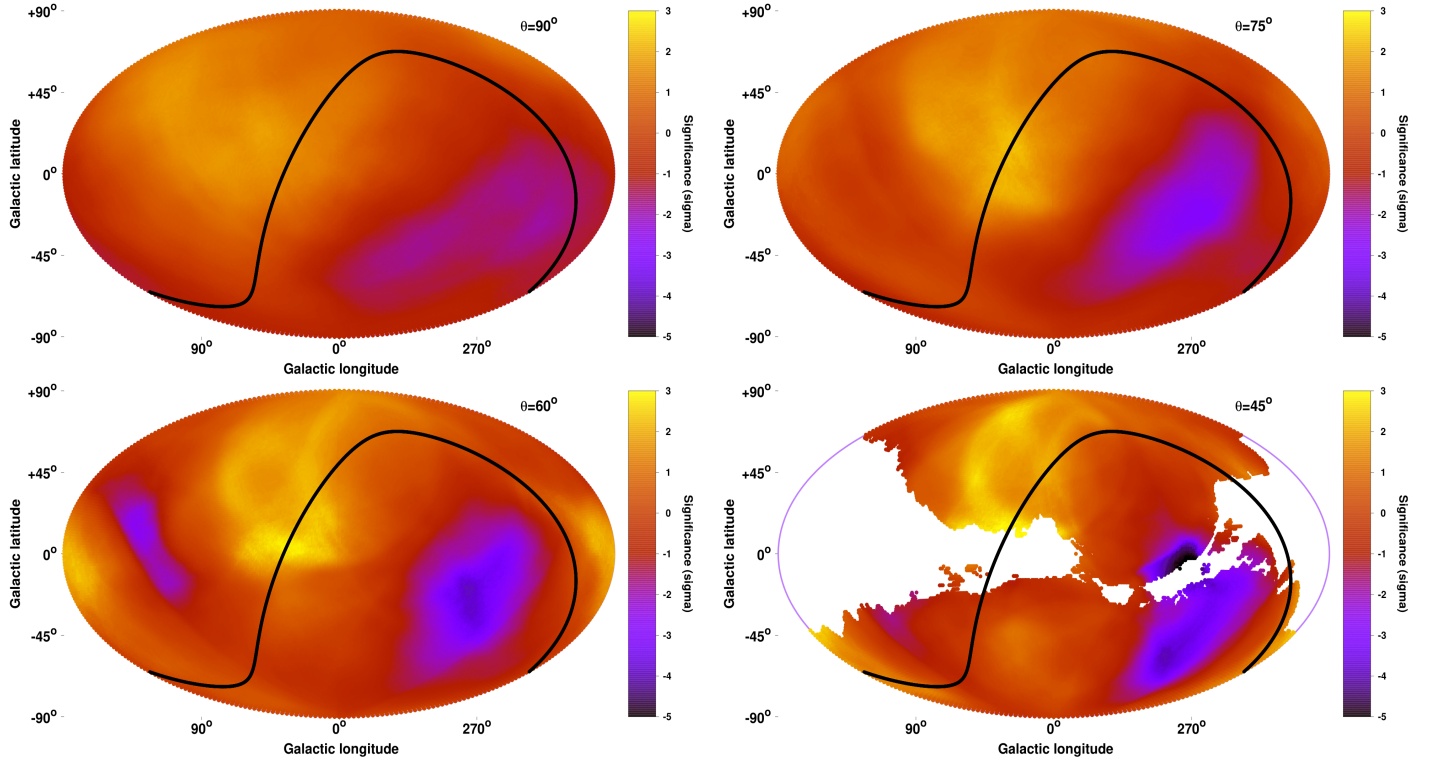 +90° θ=90° 3
2
+45° 1
0
0° -1
-2
-45° -3
-4
-90° -5
90° 0° 270°
Galactic longitude
Galactic latitude
Significance (sigma)
+90° θ=75° 3
2
+45° 1
0
0° -1
-2
-45° -3
-4
-90° -5
90° 0° 270°
Galactic longitude
Galactic latitude
Significance (sigma)
+90° θ=60° 3
2
+45° 1
0
0° -1
-2
-45° -3
-4
-90° -5
90° 0° 270°
Galactic longitude
Galactic latitude
Significance (sigma)
+90° θ=45° 3
2
+45° 1
0
0° -1
-2
-45° -3
-4
-90° -5
90° 0° 270°
Galactic longitude
Galactic latitude
Significance (sigma)